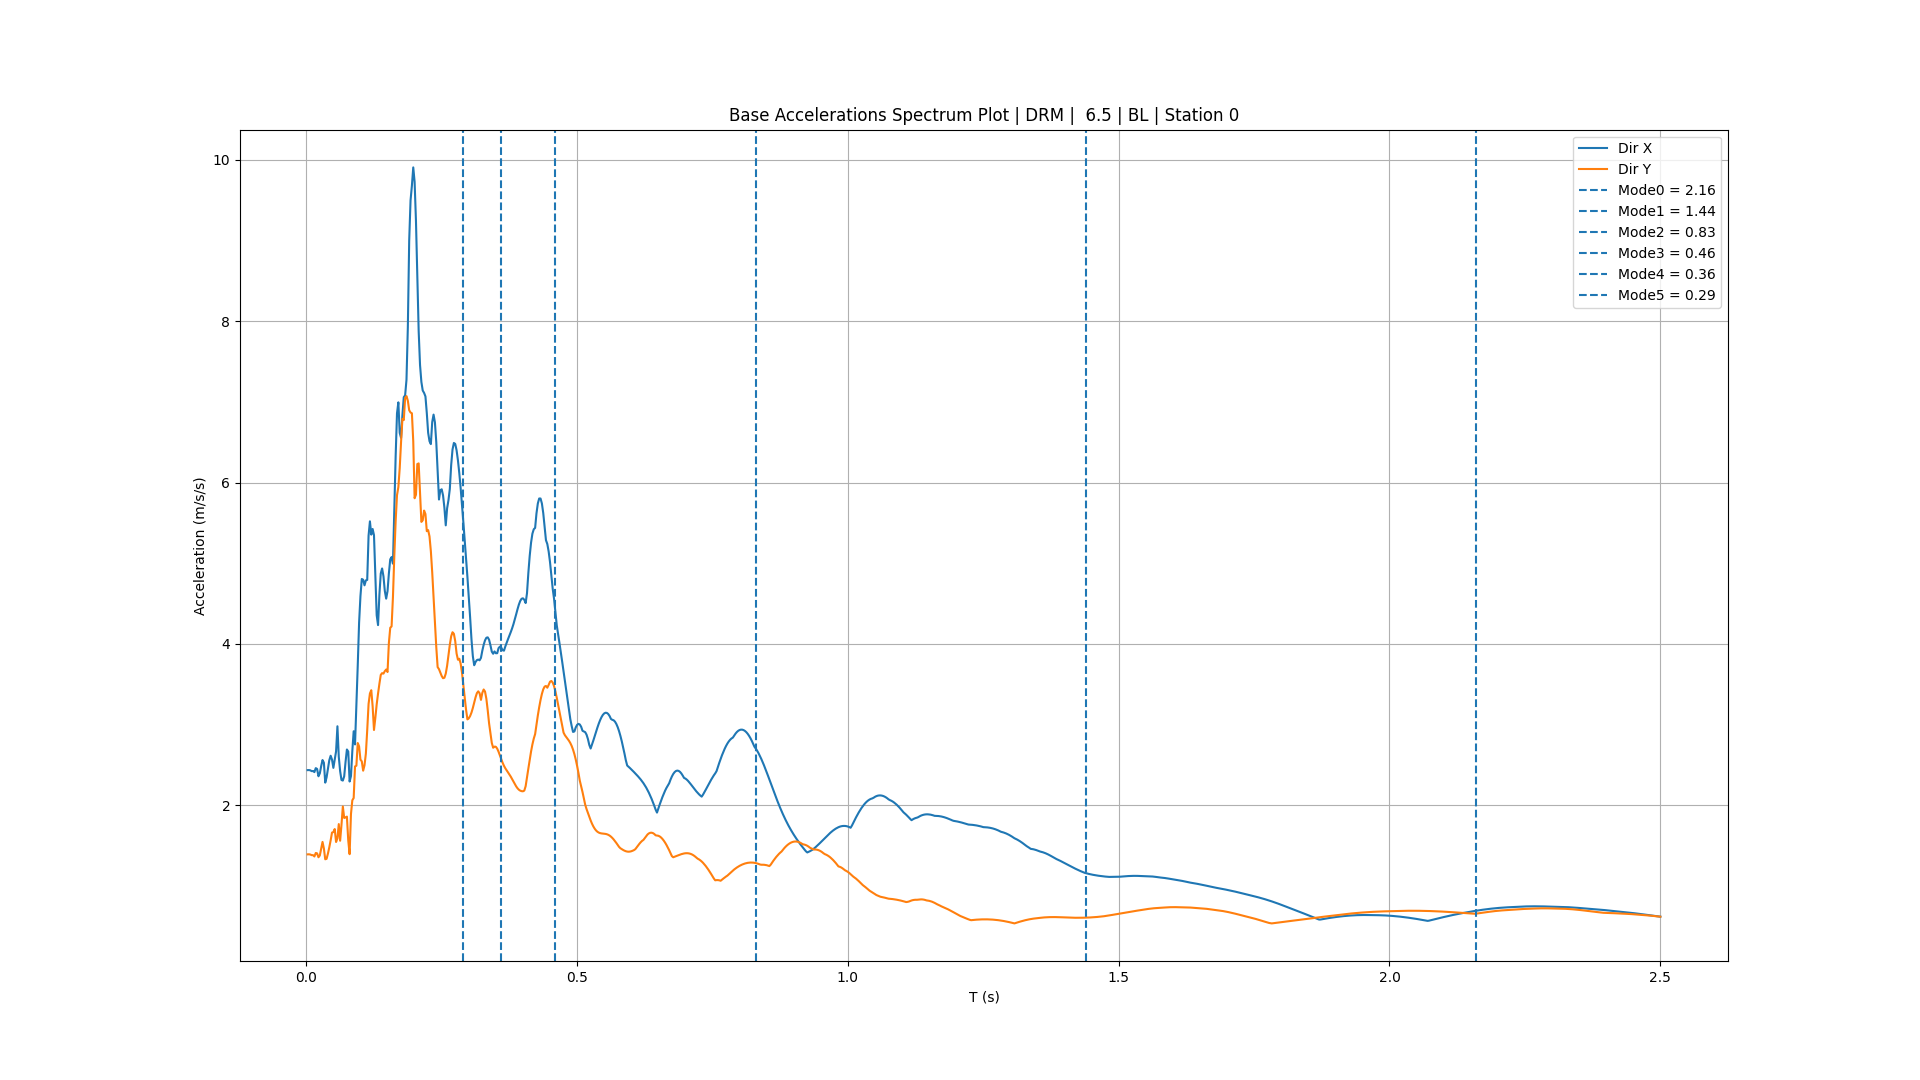 Base Accelerations Spectrum Plot | DRM |  6.5 | BL | Station 0
Dir X
Dir Y
Mode0 = 2.16
Mode1 = 1.44
Mode2 = 0.83
Mode3 = 0.46
Mode4 = 0.36
Mode5 = 0.29
Acceleration (m/s/s)
10
8
6
4
2
0.0 0.5 1.0 1.5 2.0 2.5
T (s)